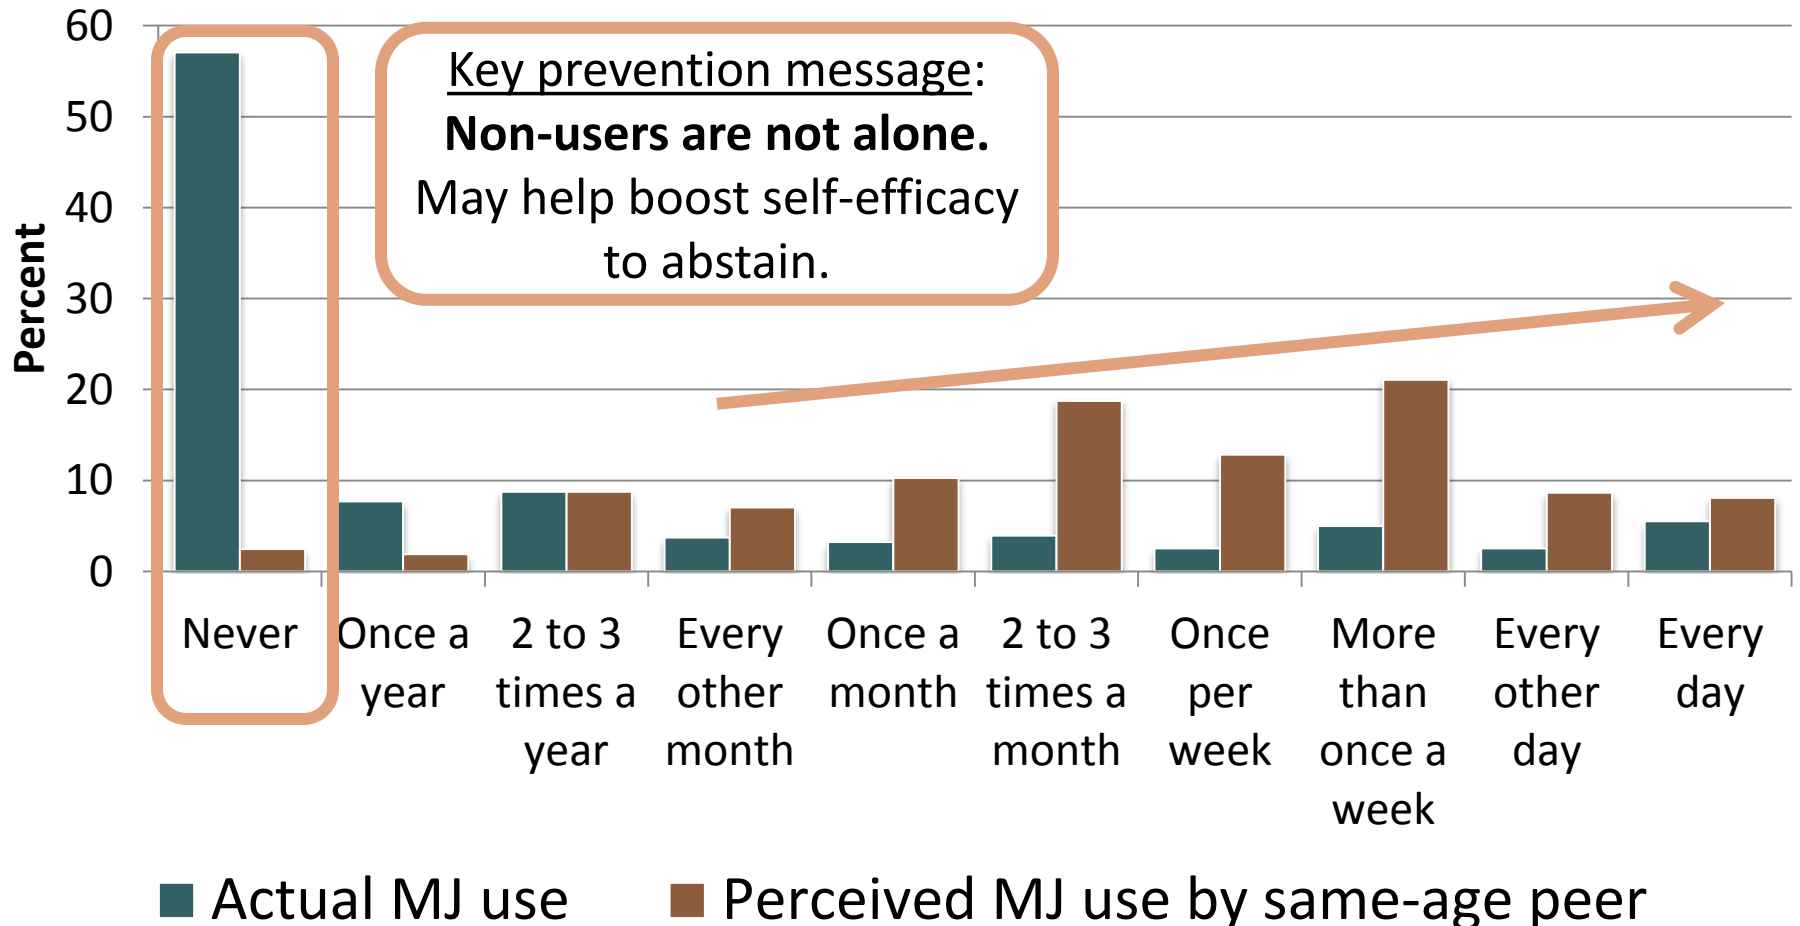 60
50
40
30
20
10
0
Percent
Key prevention message:
Non-users are not alone.
May help boost self-efficacy
to abstain.
Never
Once a
year
2 to 3
times a
year
Every
other
month
Once a
month
2 to 3
times a
month
Once
per
week
More
than
once a
week
Every
other
day
Every
day
Actual MJ use
Perceived MJ use by same-age peer